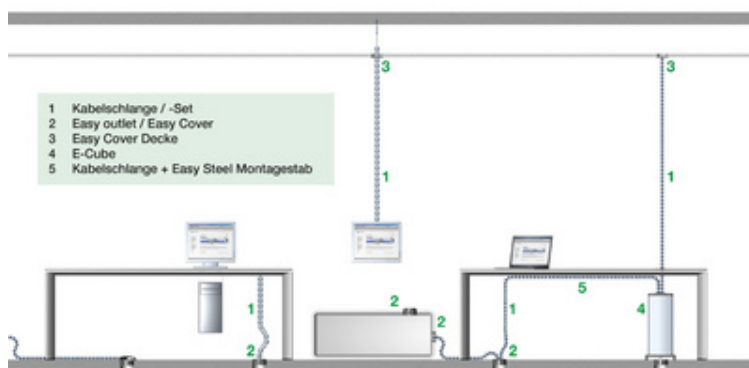 3
3
1 Kabelschlange / -Set
2 Easy outlet / Easy Cover
3 Easy Cover Decke
4 E-Cube
5 Kabelschlange + Easy Steel Montagestab
1
1
2
2
1
1
5
4
2
2